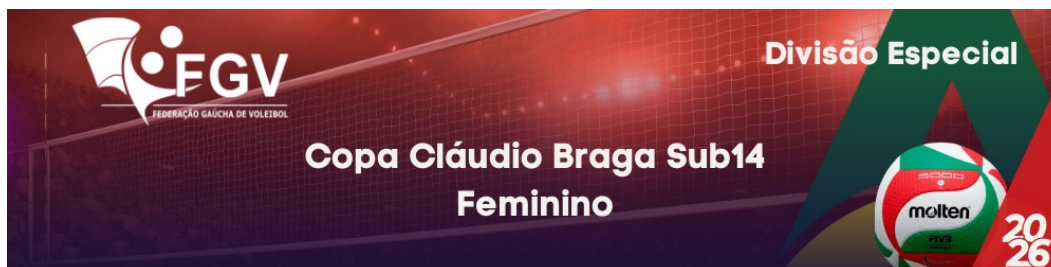 FGV
FEDERAÇÃO GAÚCHA DE VOLEIBOL
Divisão Especial
Copa Cláudio Braga Sub14
Feminino
5000
molten
FIVB
20
26